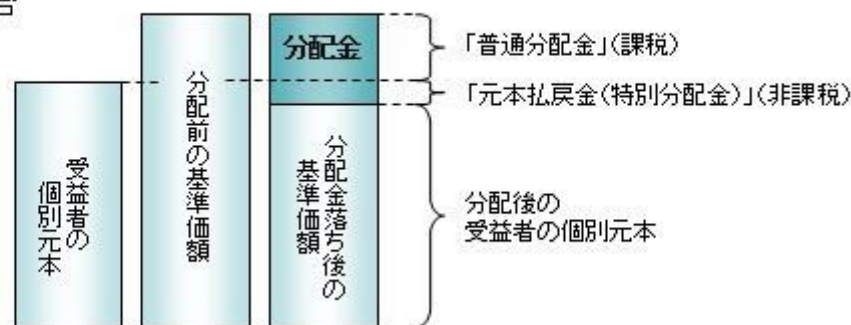 受益者の
個別元本
分配前の基準価額
分配金
分配金落ち後の
基準価額
「普通分配金」(課税)
「元本払戻金(特別分配金)」(非課税)
分配後の
受益者の個別元本